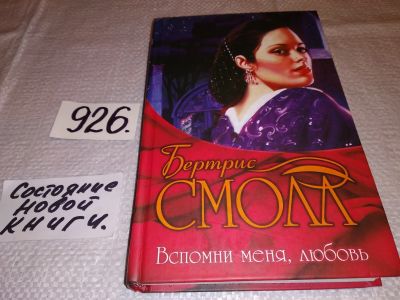 926.
Состояние
новой
книги.
Бертрис
СМОЛЛ
Вспомни меня, любовь